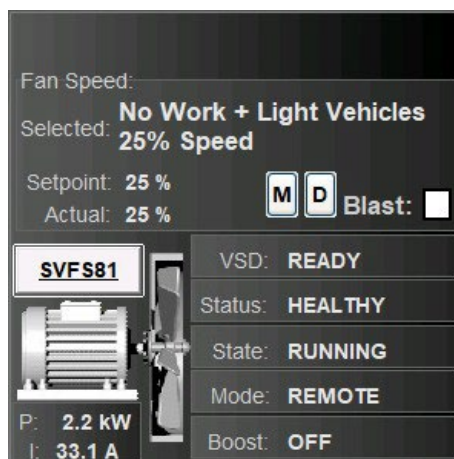 Fan Speed:
Selected: No Work + Light Vehicles
25% Speed
Setpoint: 25 %
Actual: 25 %
M D Blast:
SVFS81
VSD: READY
Status: HEALTHY
State: RUNNING
Mode: REMOTE
Boost: OFF
P: 2.2 kW
I: 33.1 A